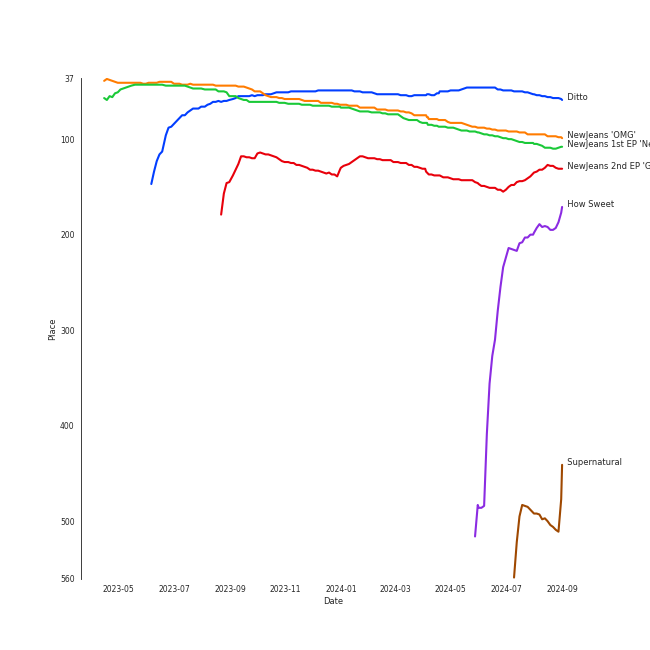 37
100
200
300
400
500
560
Place
2023-05
2023-07
2023-09
2023-11
2024-01
2024-03
2024-05
2024-07
2024-09
Date
Ditto
NewJeans 'OMG'
NewJeans 1st EP 'Ne
NewJeans 2nd EP 'G
How Sweet
Supernatural